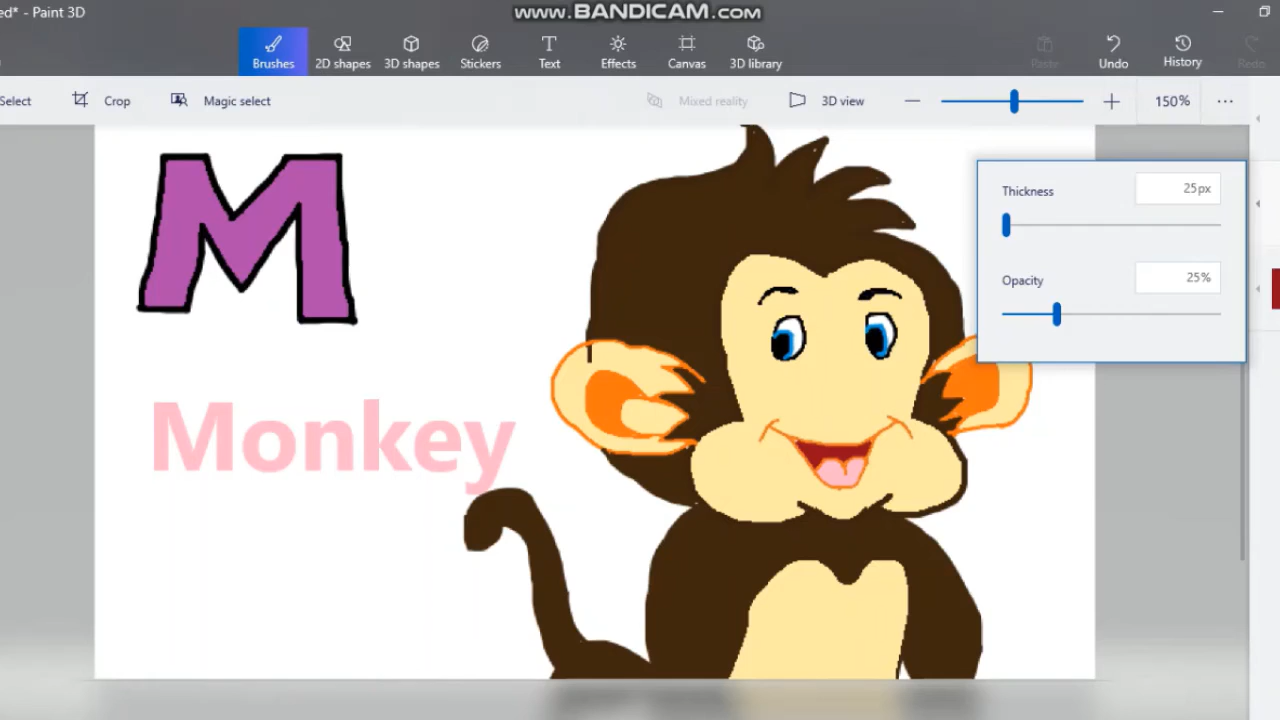 ed* - Paint 3D
www.BANDICAM.com
Brushes
2D shapes
3D shapes
Stickers
Text
Effects
Canvas
3D library
Paste
Undo
History
Redo
Select
Crop
Magic select
Mixed reality
3D view
150%
Thickness
25px
Opacity
25%
M
Monkey